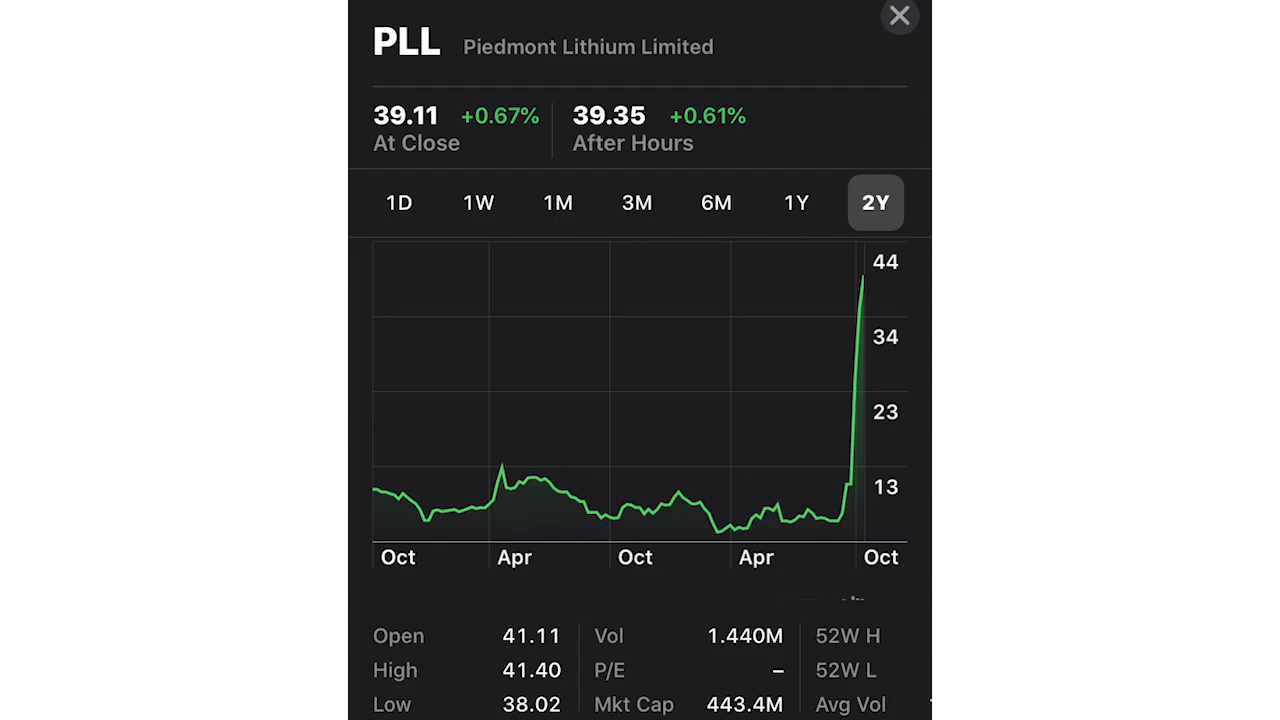 PLL Piedmont Lithium Limited
39.11 +0.67% 39.35 +0.61%
At Close After Hours
1D 1W 1M 3M 6M 1Y 2Y
44
34
23
13
Oct Apr Oct Apr Oct
Open 41.11 Vol 1.440M 52W H
High 41.40 P/E – 52W L
Low 38.02 Mkt Cap 443.4M Avg Vol